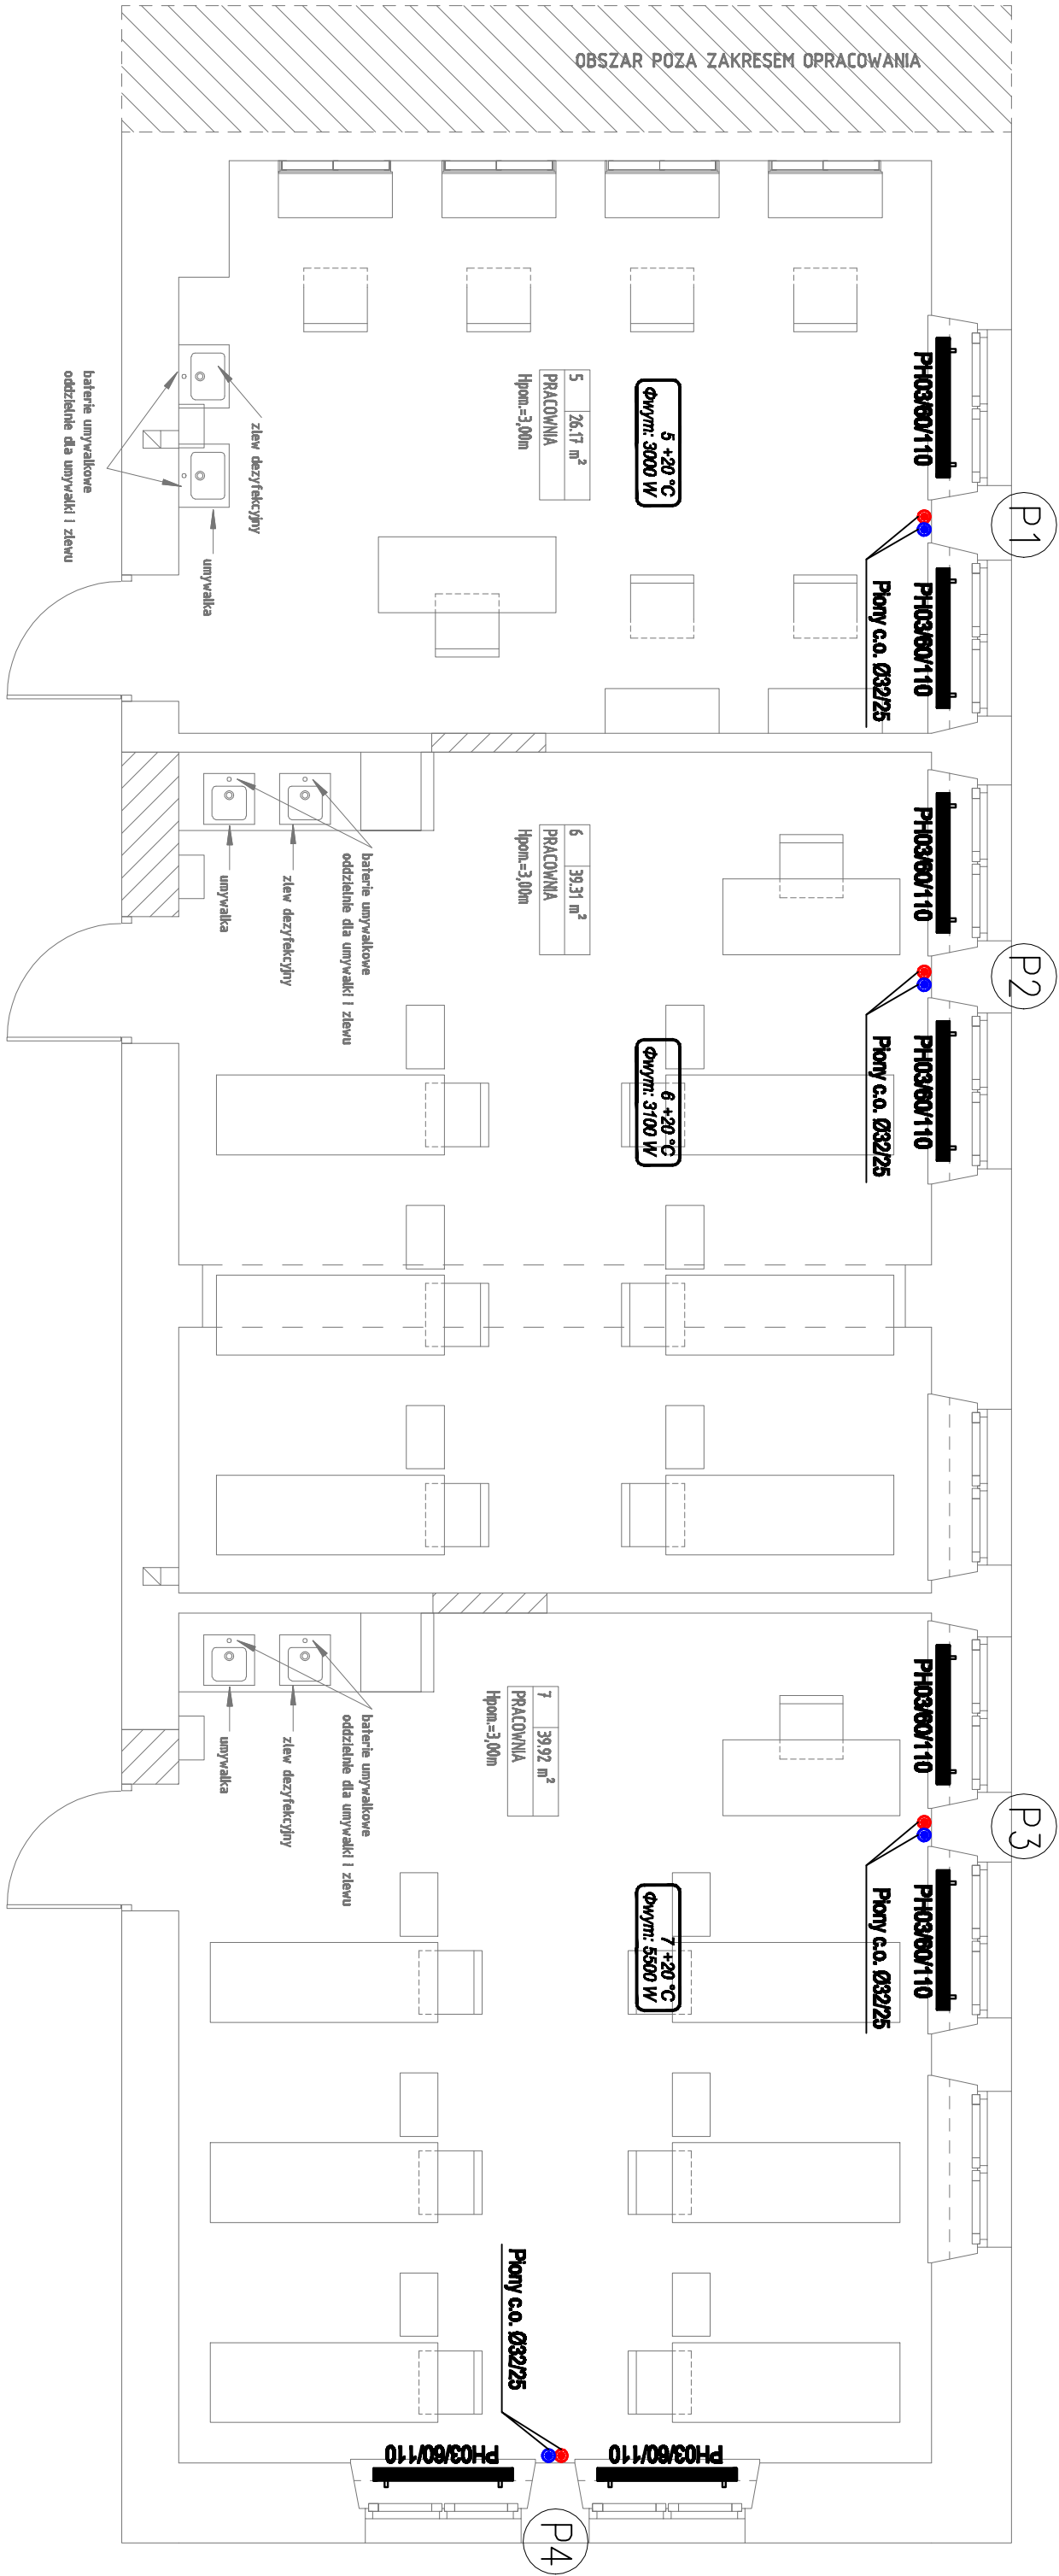 OBSZAR POZA ZAKRESEM OPRACOWANIA
PH03/60/110
P1
5 +20 °C
Φwym: 3000 W
5 26.17 m²
PRACOWNIA
Hpom.=3,00m
zlew dezyfekcyjny
umywalka
baterie umywalkowe
oddzielnie dla umywalki i zlewu
Piony c.o. Ø32/25
PH03/60/110
PH03/60/110
P2
6 39.31 m²
PRACOWNIA
Hpom.=3,00m
baterie umywalkowe
oddzielnie dla umywalki i zlewu
zlew dezyfekcyjny
umywalka
Piony c.o. Ø32/25
PH03/60/110
6 +20 °C
Φwym: 3100 W
PH03/60/110
P3
7 39.92 m²
PRACOWNIA
Hpom.=3,00m
baterie umywalkowe
oddzielnie dla umywalki i zlewu
zlew dezyfekcyjny
umywalka
Piony c.o. Ø32/25
PH03/60/110
7 +20 °C
Φwym: 5500 W
Piony c.o. Ø32/25
PH03/60/110
PH03/60/110
P4